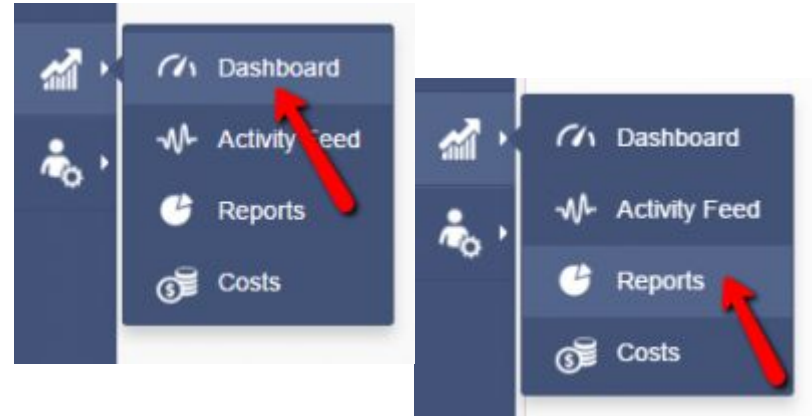 Dashboard
Activity Feed
Reports
Costs
Dashboard
Activity Feed
Reports
Costs